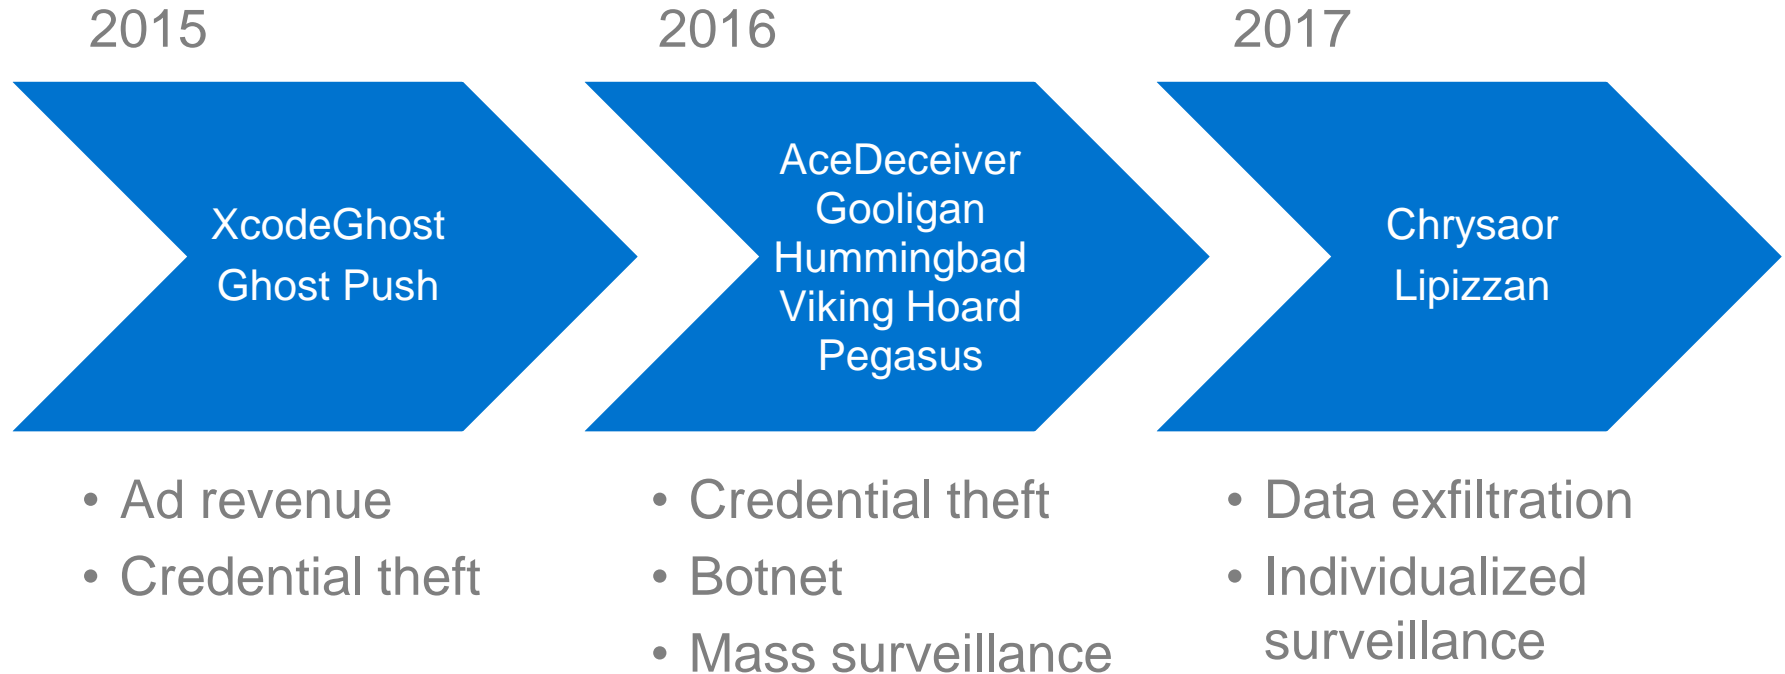 2015
XcodeGhost
Ghost Push
• Ad revenue
• Credential theft
2016
AceDeceiver
Gooligan
Hummingbad
Viking Hoard
Pegasus
• Credential theft
• Botnet
• Mass surveillance
2017
Chrysaor
Lipizzan
• Data exfiltration
• Individualized
surveillance